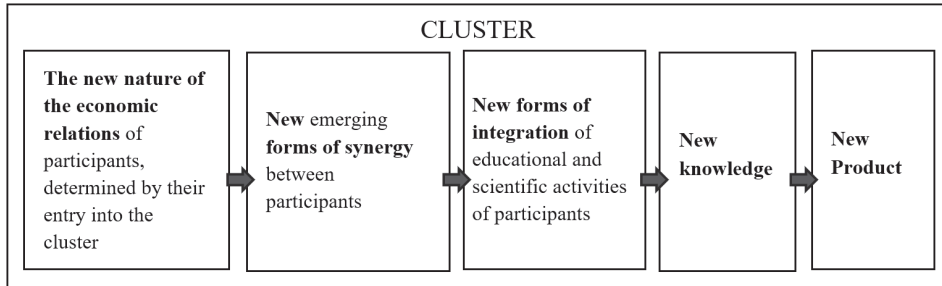 CLUSTER
The new nature of
the economic
relations of
participants,
determined by their
entry into the
cluster
New emerging
forms of synergy
between
participants
New forms of
integration of
educational and
scientific activities
of participants
New
knowledge
New
Product